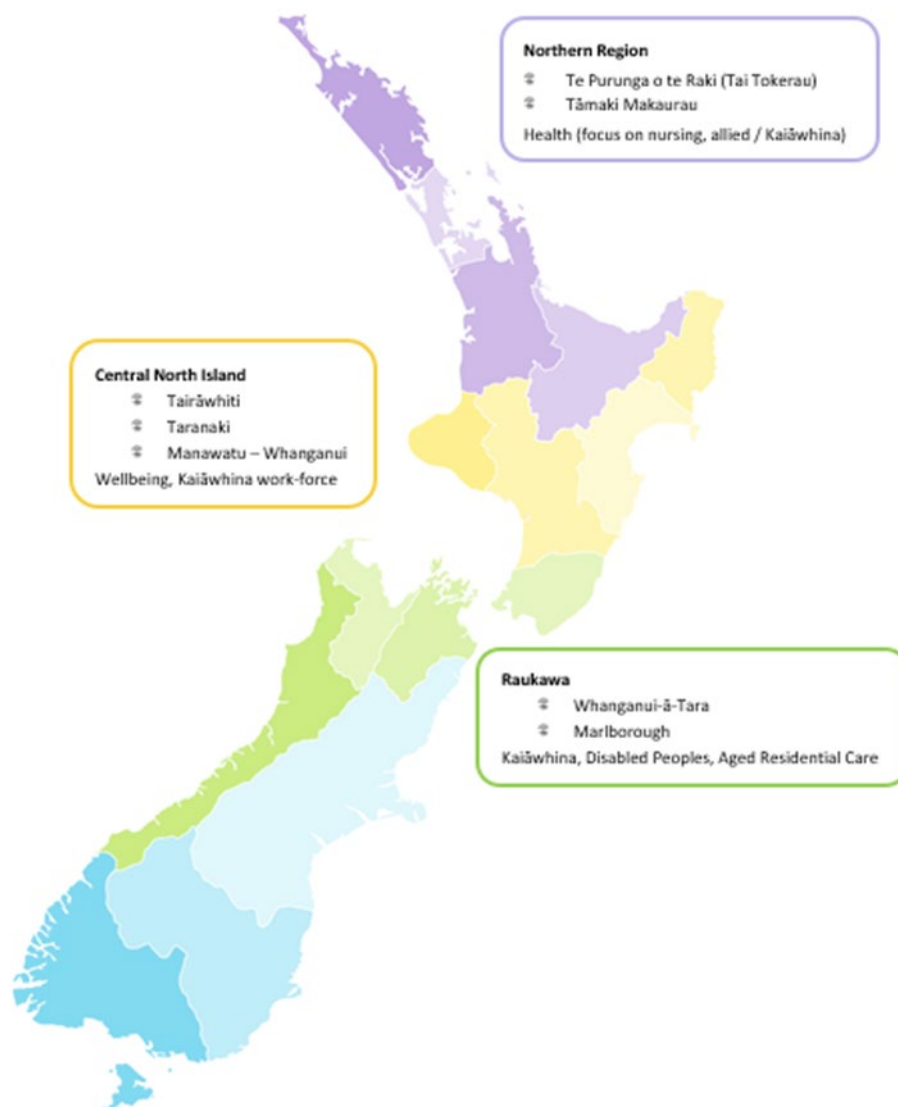 Northern Region
Te Purunga o te Raki (Tai Tokerau)
Tāmaki Makaurau
Health (focus on nursing, allied / Kaiāwhina)
Central North Island
Tairāwhiti
Taranaki
Manawatu – Whanganui
Wellbeing, Kaiāwhina work-force
Raukawa
Whanganui-ā-Tara
Marlborough
Kaiāwhina, Disabled Peoples, Aged Residential Care